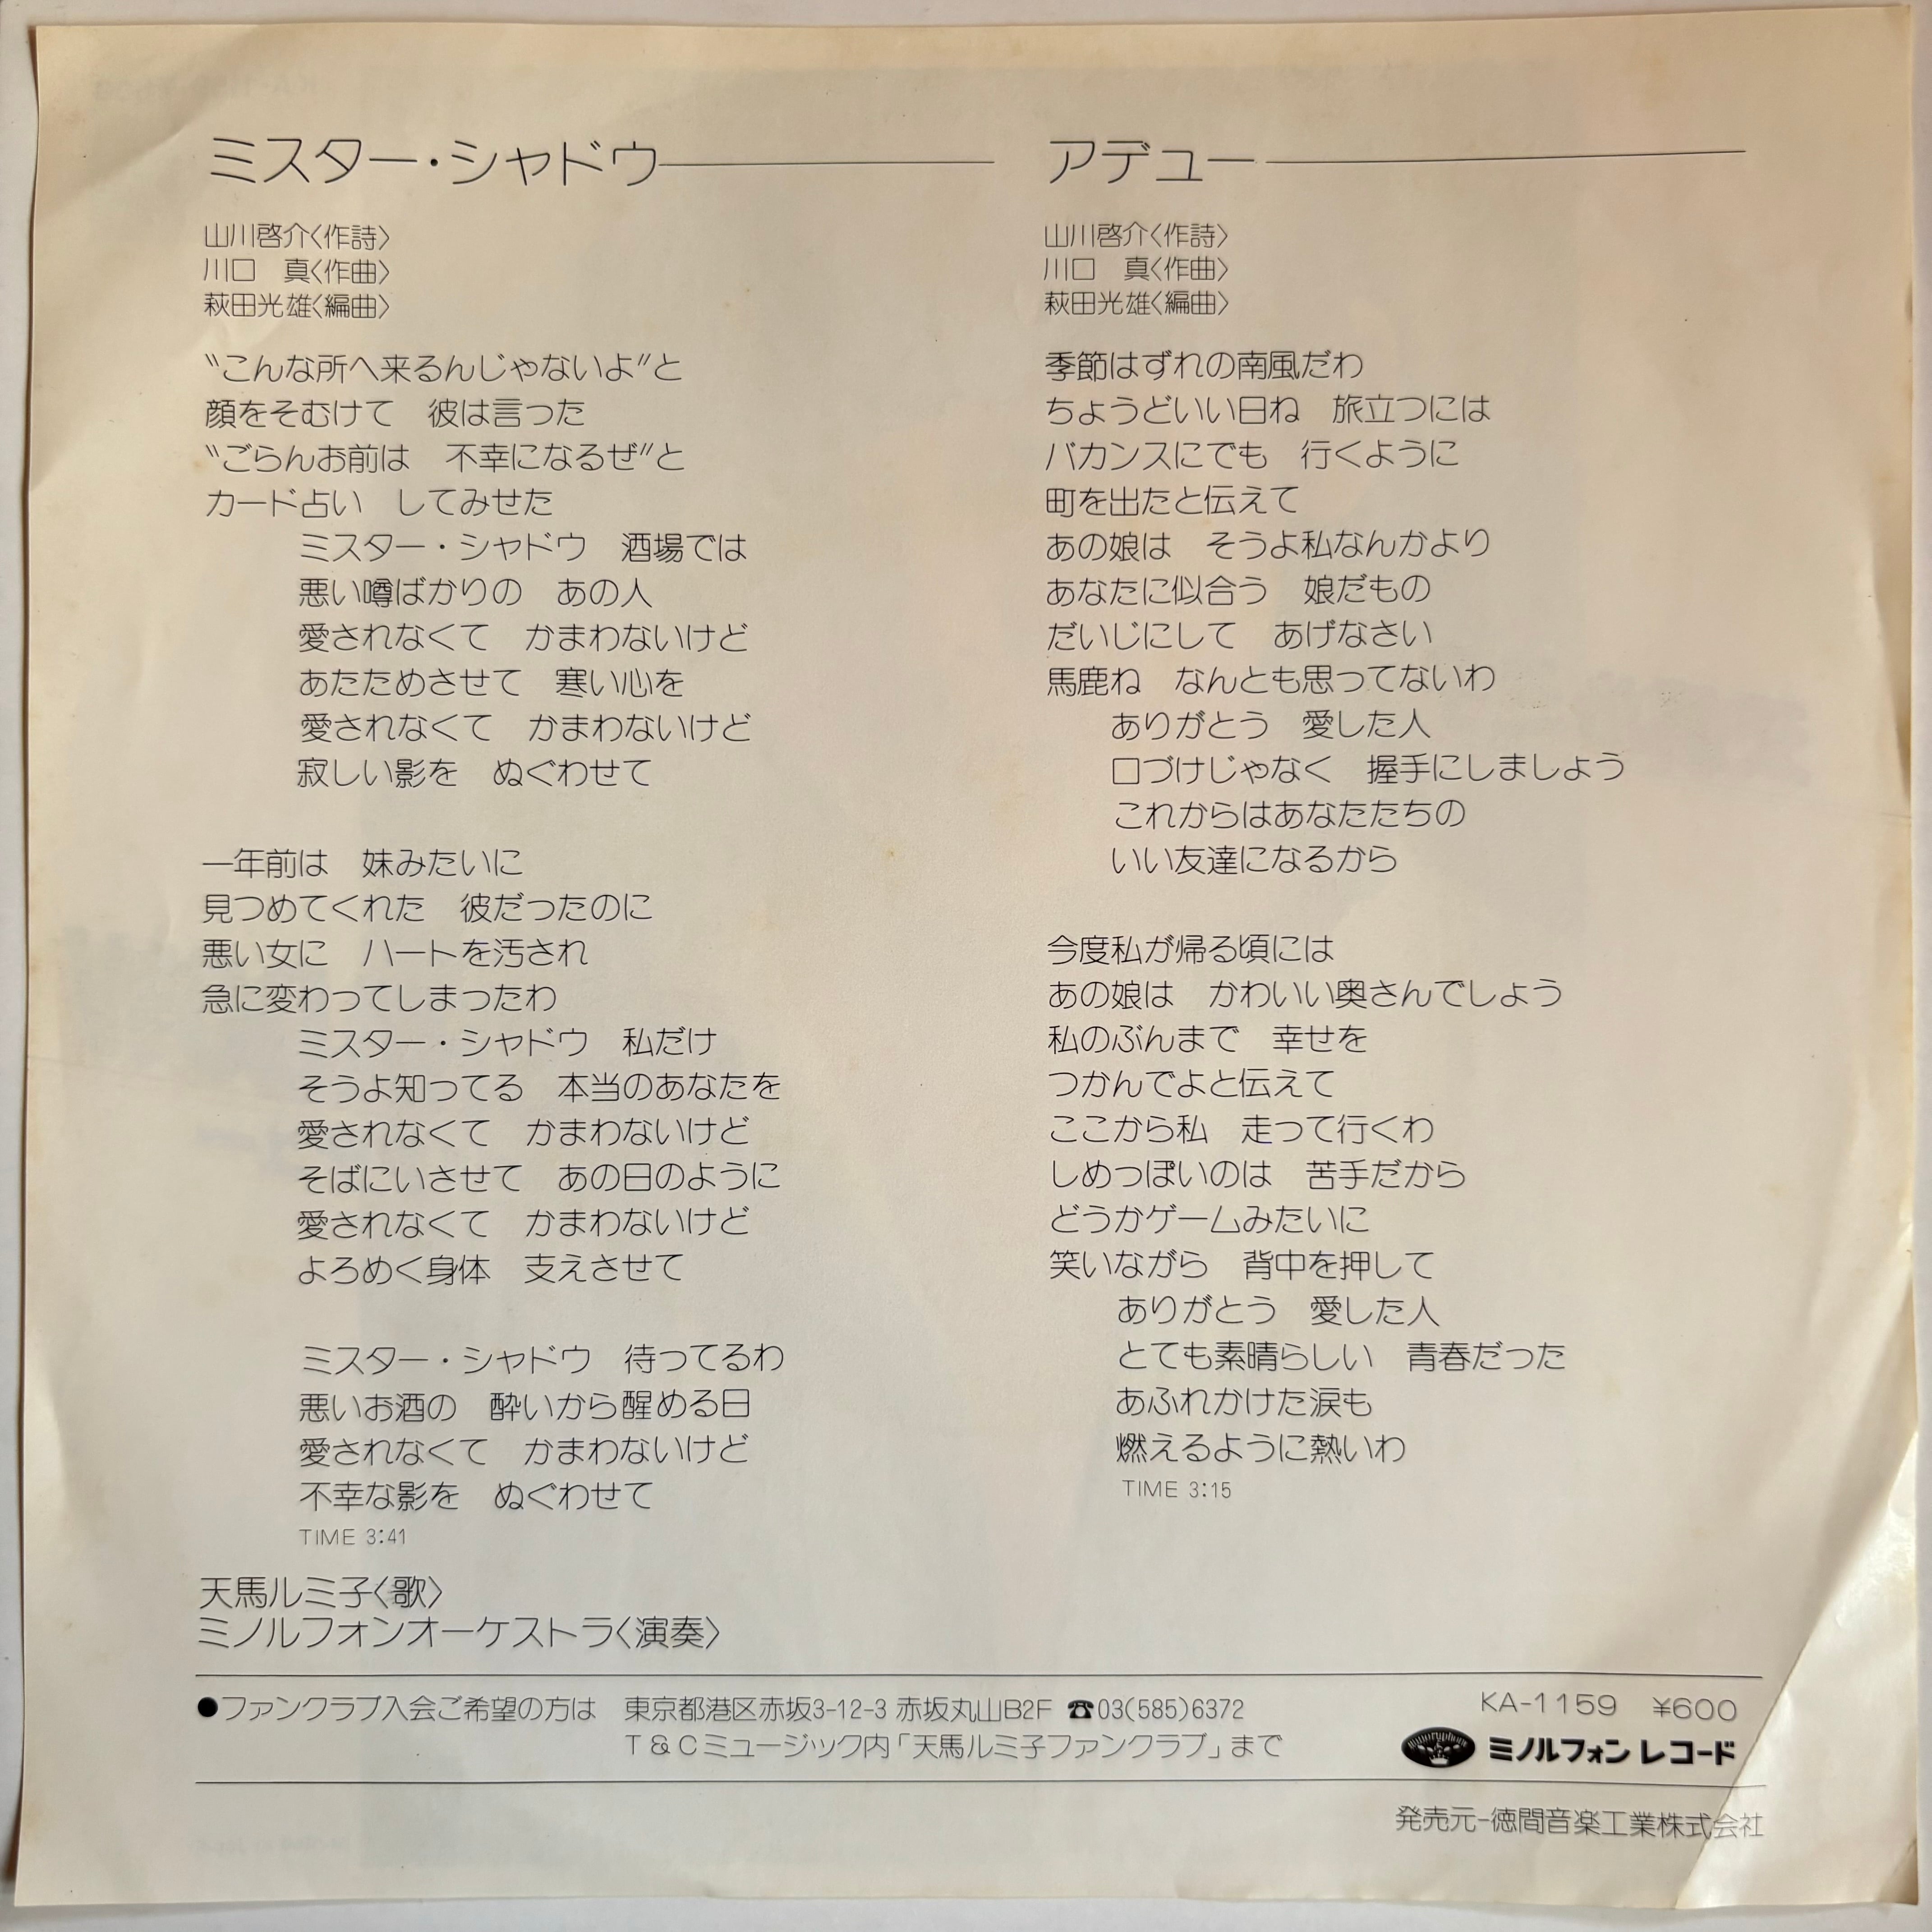 ミスター・シャドウ
山川啓介〈作詩〉
川口　真〈作曲〉
萩田光雄〈編曲〉
〝こんな所へ来るんじゃないよ〟と
顔をそむけて　彼は言った
〝ごらんお前は　不幸になるぜ〟と
カード占い　してみせた
ミスター・シャドウ　酒場では
悪い噂ばかりの　あの人
愛されなくて　かまわないけど
あたためさせて　寒い心を
愛されなくて　かまわないけど
寂しい影を　ぬぐわせて
一年前は　妹みたいに
見つめてくれた　彼だったのに
悪い女に　ハートを汚され
急に変わってしまったわ
ミスター・シャドウ　私だけ
そうよ知ってる　本当のあなたを
愛されなくて　かまわないけど
そばにいさせて　あの日のように
愛されなくて　かまわないけど
よろめく身体　支えさせて
ミスター・シャドウ　待ってるわ
悪いお酒の　酔いから醒める日
愛されなくて　かまわないけど
不幸な影を　ぬぐわせて
TIME 3:41
天馬ルミ子〈歌〉
ミノルフォンオーケストラ〈演奏〉
アデュー
山川啓介〈作詩〉
川口　真〈作曲〉
萩田光雄〈編曲〉
季節はずれの南風だわ
ちょうどいい日ね　旅立つには
バカンスにでも　行くように
町を出たと伝えて
あの娘は　そうよ私なんかより
あなたに似合う　娘だもの
だいじにして　あげなさい
馬鹿ね　なんとも思ってないわ
ありがとう　愛した人
口づけじゃなく　握手にしましょう
これからはあなたたちの
いい友達になるから
今度私が帰る頃には
あの娘は　かわいい奥さんでしょう
私のぶんまで　幸せを
つかんでよと伝えて
ここから私　走って行くわ
しめっぽいのは　苦手だから
どうかゲームみたいに
笑いながら　背中を押して
ありがとう　愛した人
とても素晴らしい　青春だった
あふれかけた涙も
燃えるように熱いわ
TIME 3:15
●ファンクラブ入会ご希望の方は　東京都港区赤坂3-12-3 赤坂丸山B2F ☎03(585)6372
T&Cミュージック内「天馬ルミ子ファンクラブ」まで
KA-1159　¥600
ミノルフォン レコード
発売元-徳間音楽工業株式会社